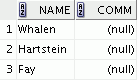 NAME COMM
1 Whalen (null)
2 Hartstein (null)
3 Fay (null)